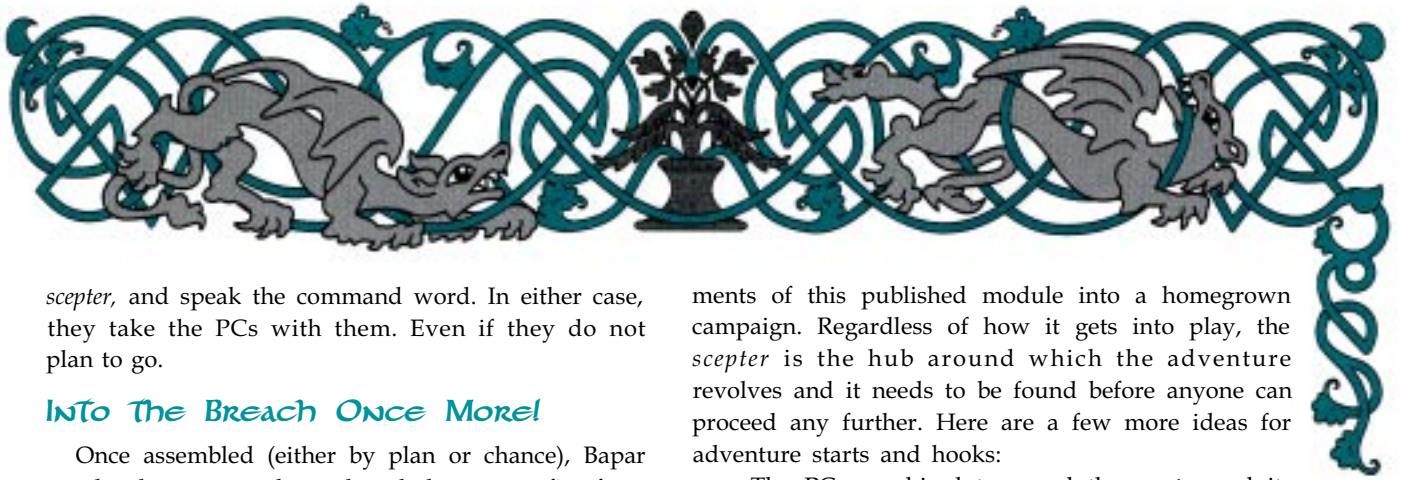 scepter, and speak the command word. In either case,
they take the PCs with them. Even if they do not
plan to go.
Into The Breach Once More!
Once assembled (either by plan or chance), Bapar
ments of this published module into a homegrown
campaign. Regardless of how it gets into play, the
scepter is the hub around which the adventure
revolves and it needs to be found before anyone can
proceed any further. Here are a few more ideas for
adventure starts and hooks: